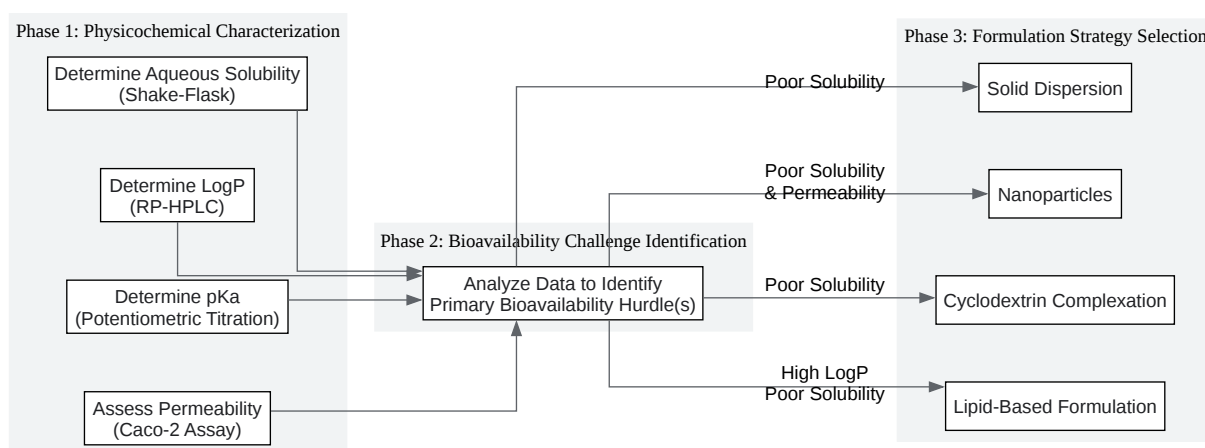 Phase 1: Physicochemical Characterization
Determine Aqueous Solubility
(Shake-Flask)
Determine LogP
(RP-HPLC)
Determine pKa
(Potentiometric Titration)
Assess Permeability
(Caco-2 Assay)
Phase 2: Bioavailability Challenge Identification
Analyze Data to Identify
Primary Bioavailability Hurdle(s)
Poor Solubility
Poor Solubility
& Permeability
Poor Solubility
High LogP
Poor Solubility
Phase 3: Formulation Strategy Selection
Solid Dispersion
Nanoparticles
Cyclodextrin Complexation
Lipid-Based Formulation